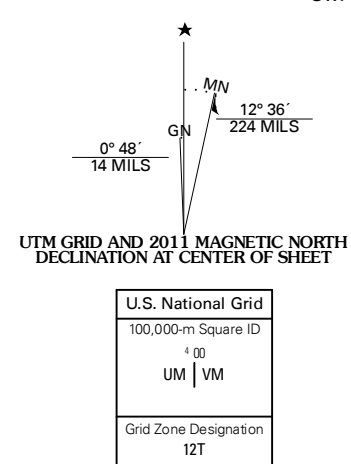 MN
GN
12° 36´
224 MILS
0° 48´
14 MILS
UTM GRID AND 2011 MAGNETIC NORTH
DECLINATION AT CENTER OF SHEET
U.S. National Grid
100,000-m Square ID
4 00
UM VM
Grid Zone Designation
12T